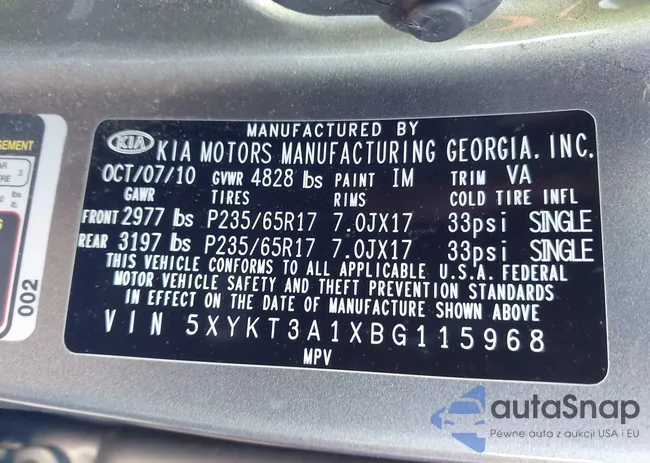 MANUFACTURED BY
KIA KIA MOTORS MANUFACTURING GEORGIA, INC.
OCT/07/10 GVWR 4828 lbs PAINT IM TRIM VA
GAWR TIRES RIMS COLD TIRE INFL
FRONT 2977 lbs P235/65R17 7.0JX17 33psi SINGLE
REAR 3197 lbs P235/65R17 7.0JX17 33psi SINGLE
THIS VEHICLE CONFORMS TO ALL APPLICABLE U.S.A. FEDERAL
MOTOR VEHICLE SAFETY AND THEFT PREVENTION STANDARDS
IN EFFECT ON THE DATE OF MANUFACTURE SHOWN ABOVE
VIN 5XYKT3A1XBG115968
MPV
002
autaSnap
Pewne auta z aukcji USA i EU